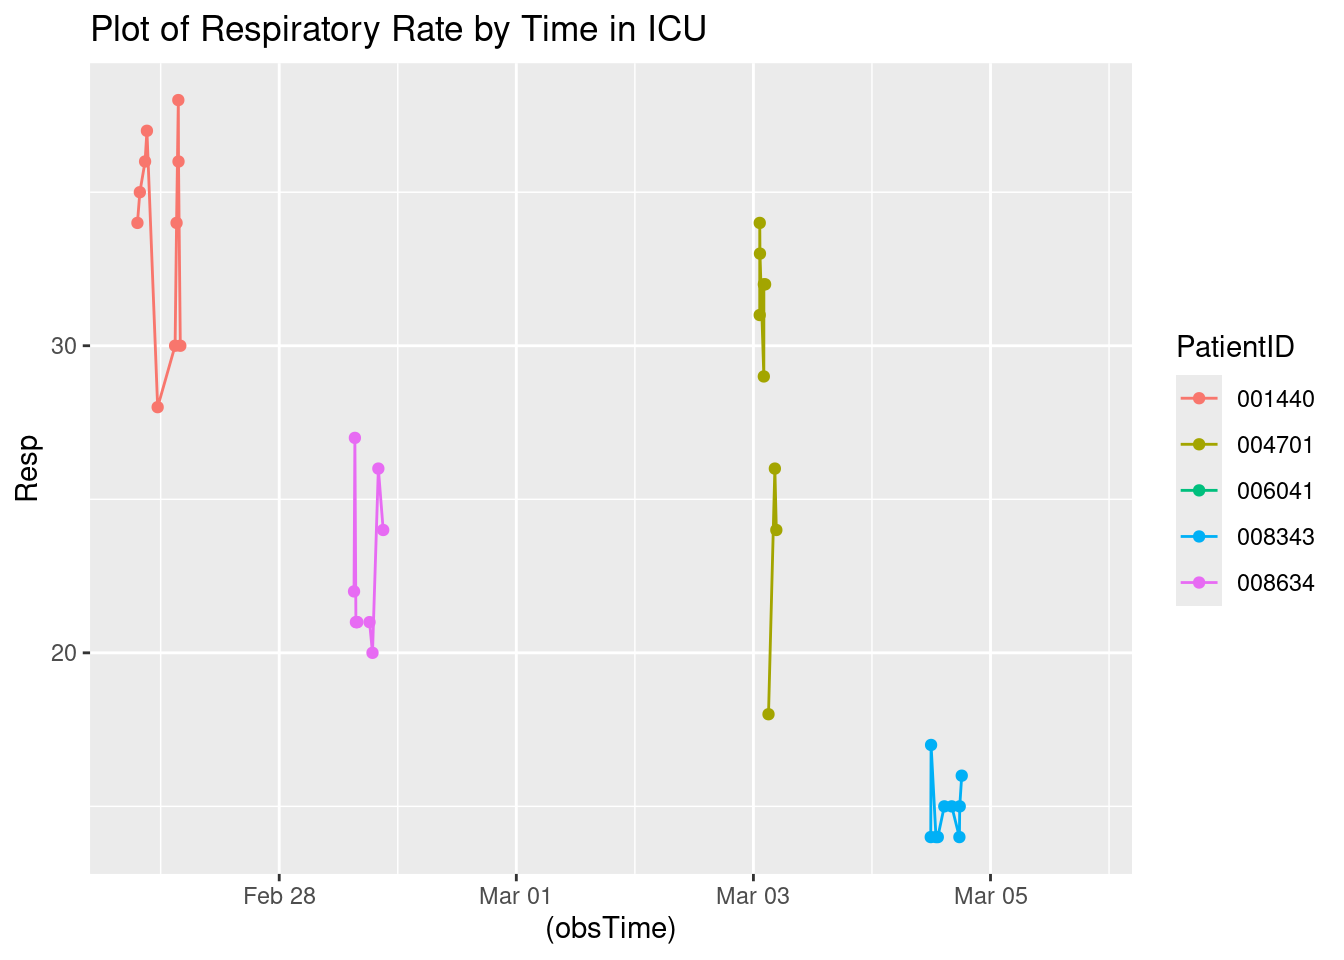 Plot of Respiratory Rate by Time in ICU
Resp
30
20
Feb 28
Mar 01
Mar 03
Mar 05
(obsTime)
PatientID
001440
004701
006041
008343
008634